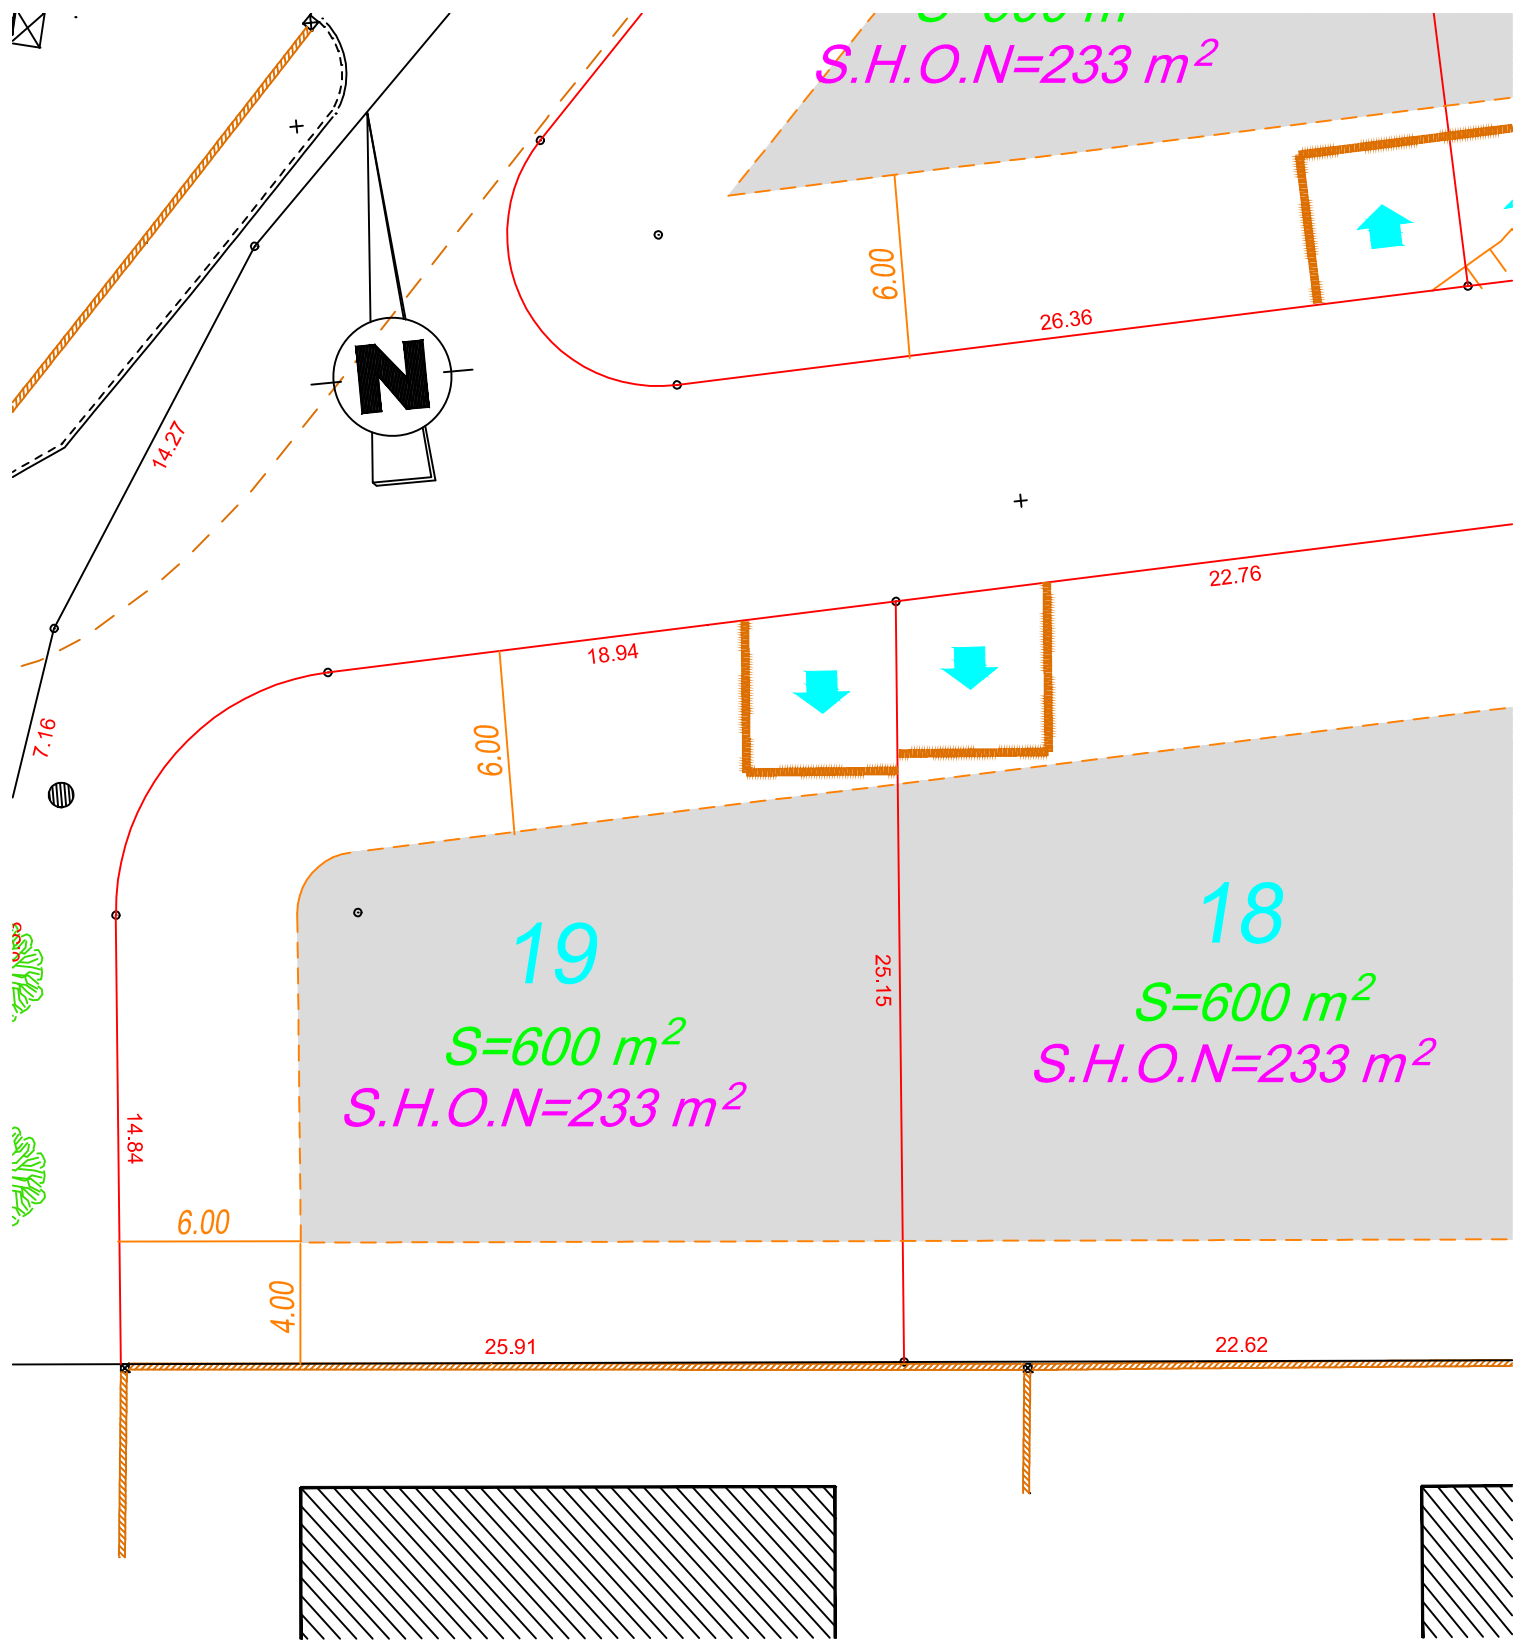 S.H.O.N=233 m²
6.00
26.36
N
14.27
22.76
18.94
7.16
6.00
19
18
25.15
S=600 m²
S=600 m²
S.H.O.N=233 m²
S.H.O.N=233 m²
14.84
6.00
4.00
25.91
22.62